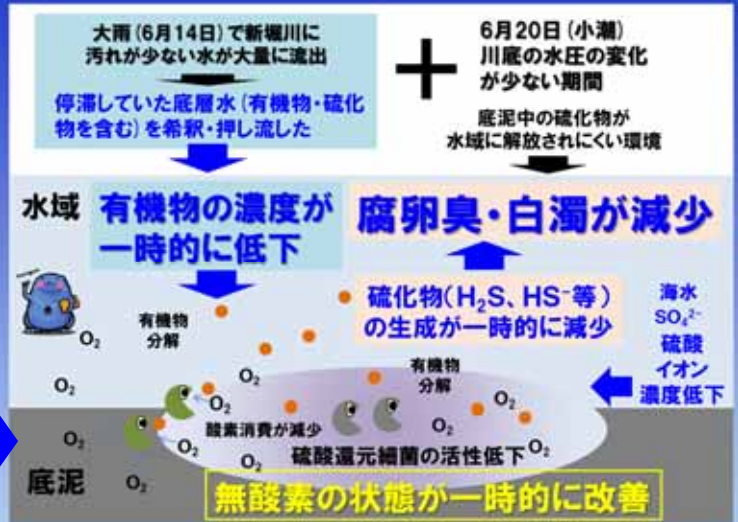 大雨(6月14日)で新堀川に
汚れが少ない水が大量に流出
停滞していた底層水(有機物・硫化
物を含む)を希釈・押し流した
+
6月20日(小潮)
川底の水圧の変化
が少ない期間
底泥中の硫化物が
水域に解放されにくい環境
水域
有機物の濃度が
一時的に低下
腐卵臭・白濁が減少
硫化物(H₂S、HS⁻等)
の生成が一時的に減少
海水
SO₄²⁻
硫酸
イオン
濃度低下
有機物
分解
O₂
O₂
O₂
有機物
分解
O₂
O₂
酸素消費が減少
O₂
O₂
O₂
O₂
硫酸還元細菌の活性低下
O₂
O₂
底泥
O₂
無酸素の状態が一時的に改善